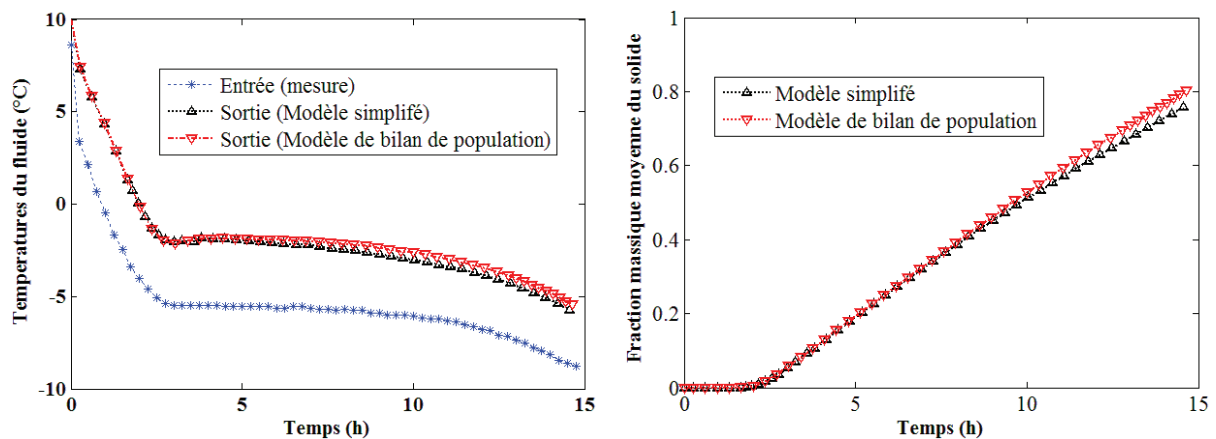 Temperatures du fluide (°C)
10
5
0
-5
-10
Entrée (mesure)
Sortie (Modèle simplifé)
Sortie (Modèle de bilan de population)
0
5
10
15
Temps (h)
Fraction massique moyenne du solide
1
0.8
0.6
0.4
0.2
0
Modèle simplifé
Modèle de bilan de population
0
5
10
15
Temps (h)